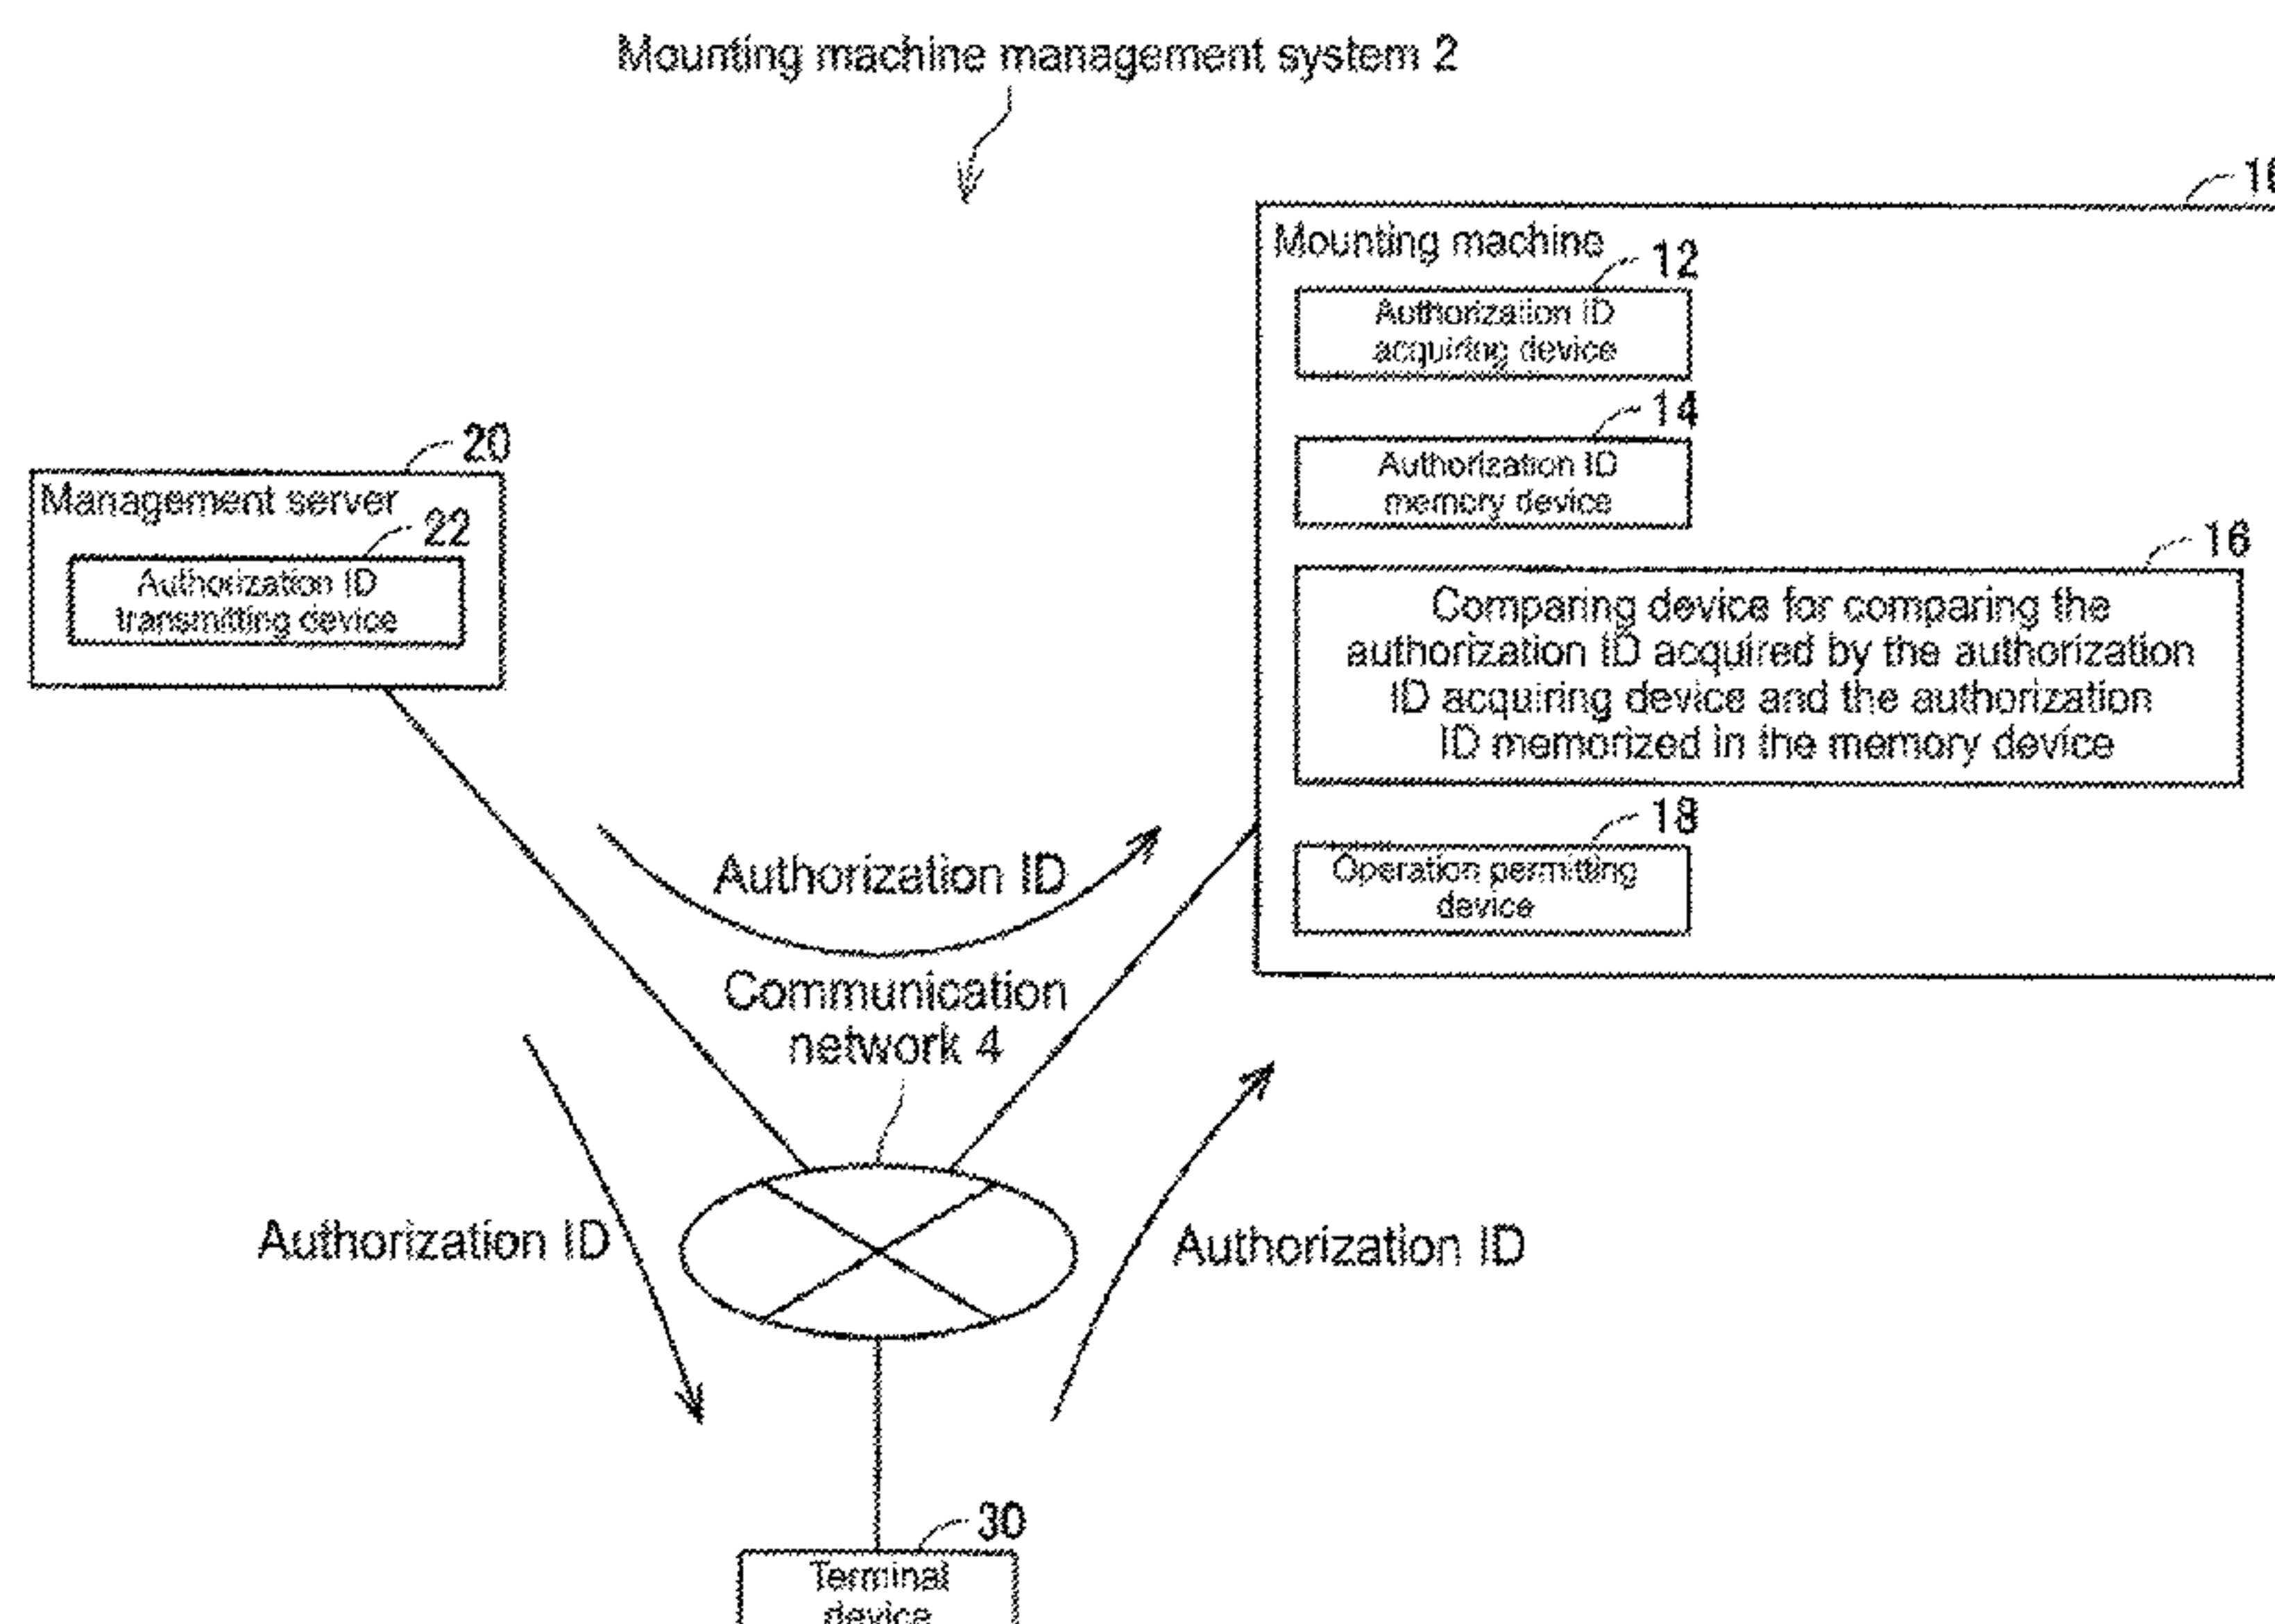 Mounting machine management system 2
Mounting machine
12
Authorization ID
acquiring device
14
Authorization ID
memory device
20
Management server
22
Authorization ID
transmitting device
16
Comparing device for comparing the
authorization ID acquired by the authorization
ID acquiring device and the authorization
ID memorized in the memory device
18
Operation permitting
device
Authorization ID
Communication
network 4
Authorization ID
Authorization ID
30
Terminal
device